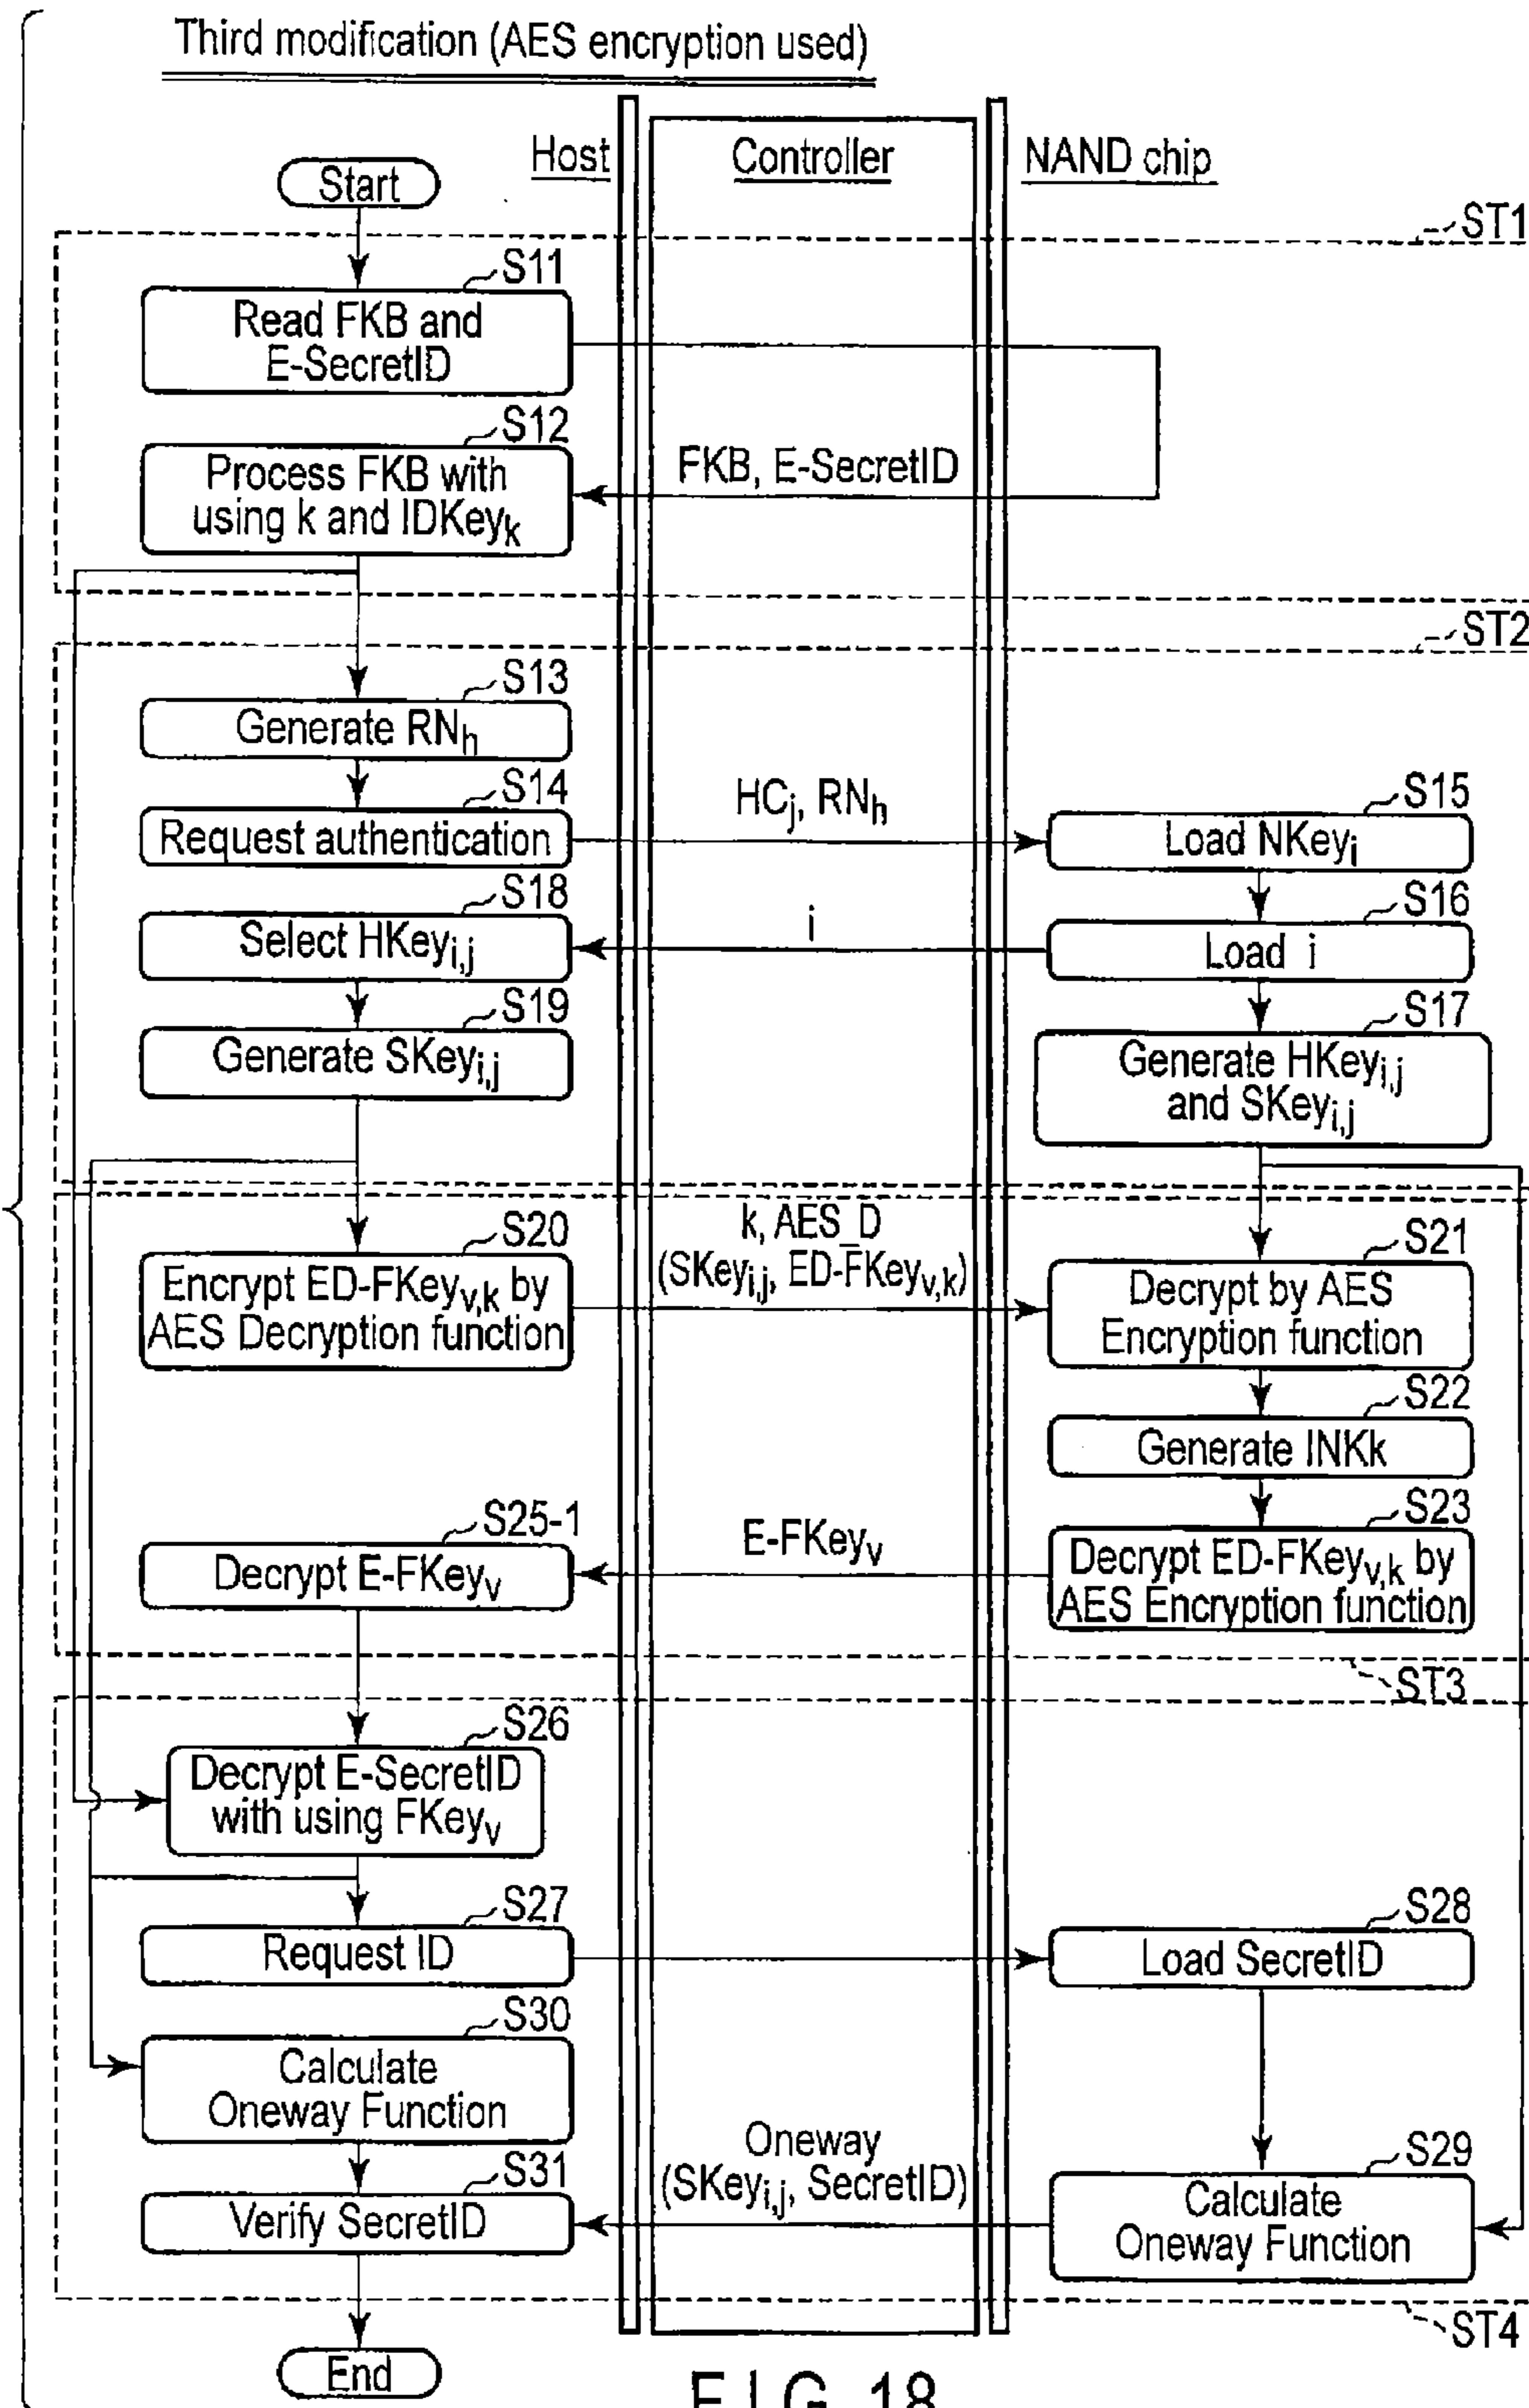 Third modification (AES encryption used)
Host
Controller
NAND chip
Start
ST1
S11
Read FKB and
E-SecretID
S12
Process FKB with
using k and IDKeyk
FKB, E-SecretID
ST2
S13
Generate RNh
S14
Request authentication
HCj, RNh
S15
Load NKeyi
S18
Select HKeyi,j
i
S16
Load i
S19
Generate SKeyi,j
S17
Generate HKeyi,j
and SKeyi,j
S20
Encrypt ED-FKeyv,k by
AES Decryption function
k, AES_D
(SKeyi,j, ED-FKeyv,k)
S21
Decrypt by AES
Encryption function
S22
Generate INKk
S25-1
Decrypt E-FKeyv
E-FKeyv
S23
Decrypt ED-FKeyv,k by
AES Encryption function
ST3
S26
Decrypt E-SecretID
with using FKeyv
S27
Request ID
S28
Load SecretID
S30
Calculate
Oneway Function
S31
Verify SecretID
Oneway
(SKeyi,j, SecretID)
S29
Calculate
Oneway Function
ST4
End
FIG. 18